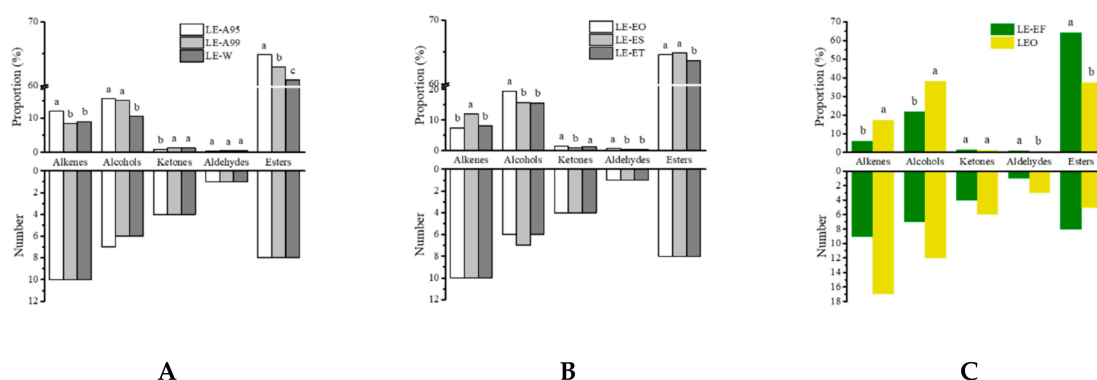 70
LE-A95
LE-A99
LE-W
Proportion (%)
60
10
0
a b b
a a b
b a a
a a a
a b c
Alkenes Alcohols Ketones Aldehydes Esters
0
2
4
6
8
10
12
Number
A
70
LE-EO
LE-ES
LE-ET
Proportion (%)
60
20
10
0
b a b
a b b
a b a
a b b
a a b
Alkenes Alcohols Ketones Aldehydes Esters
0
2
4
6
8
10
12
Number
B
70
60
50
40
30
20
10
0
LE-EF
LEO
Proportion (%)
b a
b a
a a
a b
a b
Alkenes Alcohols Ketones Aldehydes Esters
0
2
4
6
8
10
12
14
16
18
Number
C